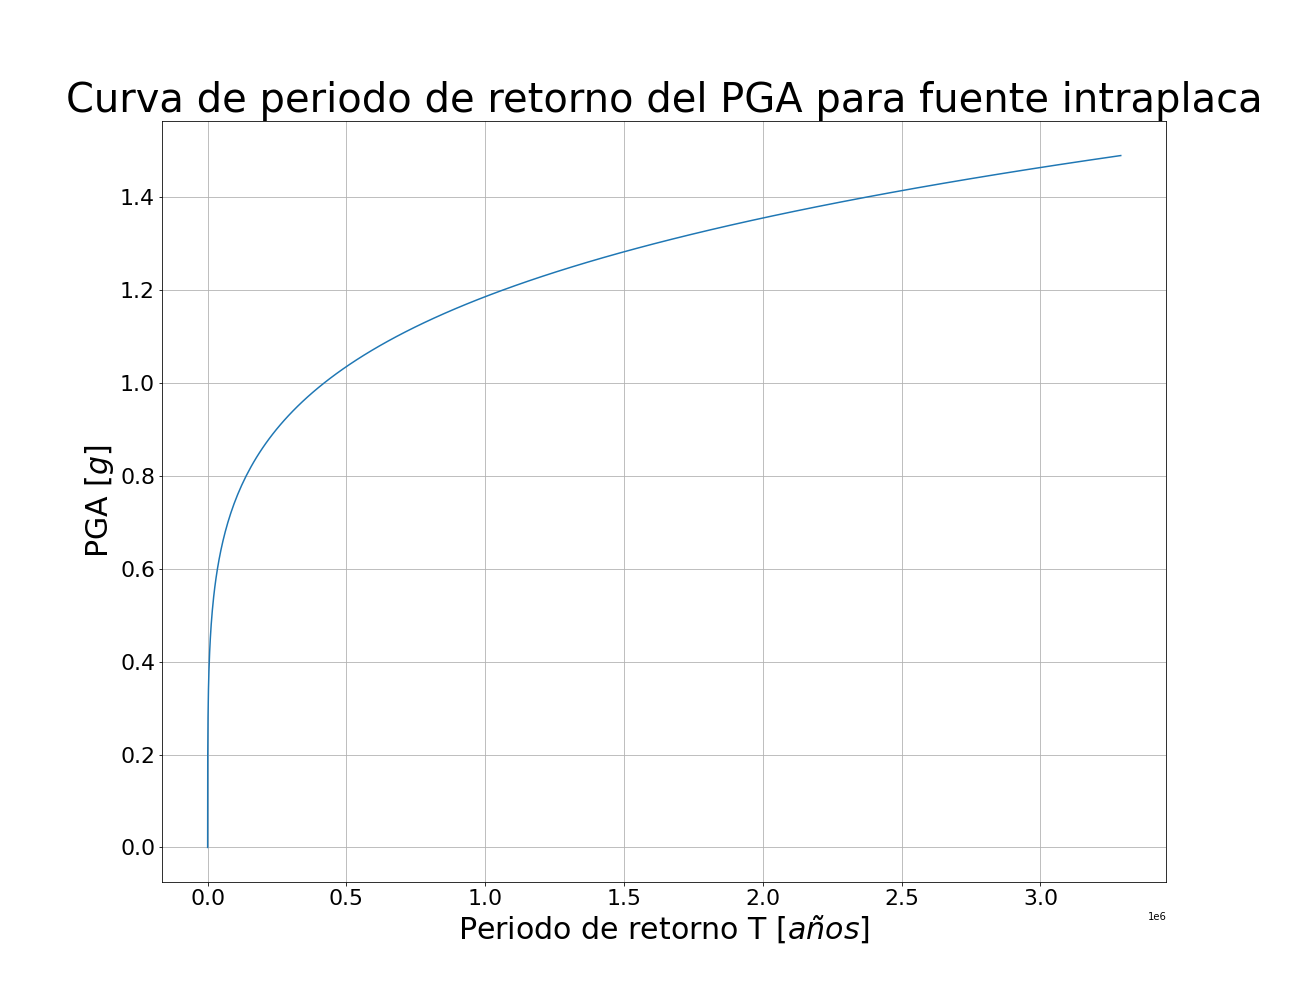 Curva de periodo de retorno del PGA para fuente intraplaca
PGA [g]
1.4
1.2
1.0
0.8
0.6
0.4
0.2
0.0
0.0 0.5 1.0 1.5 2.0 2.5 3.0
1e6
Periodo de retorno T [años]